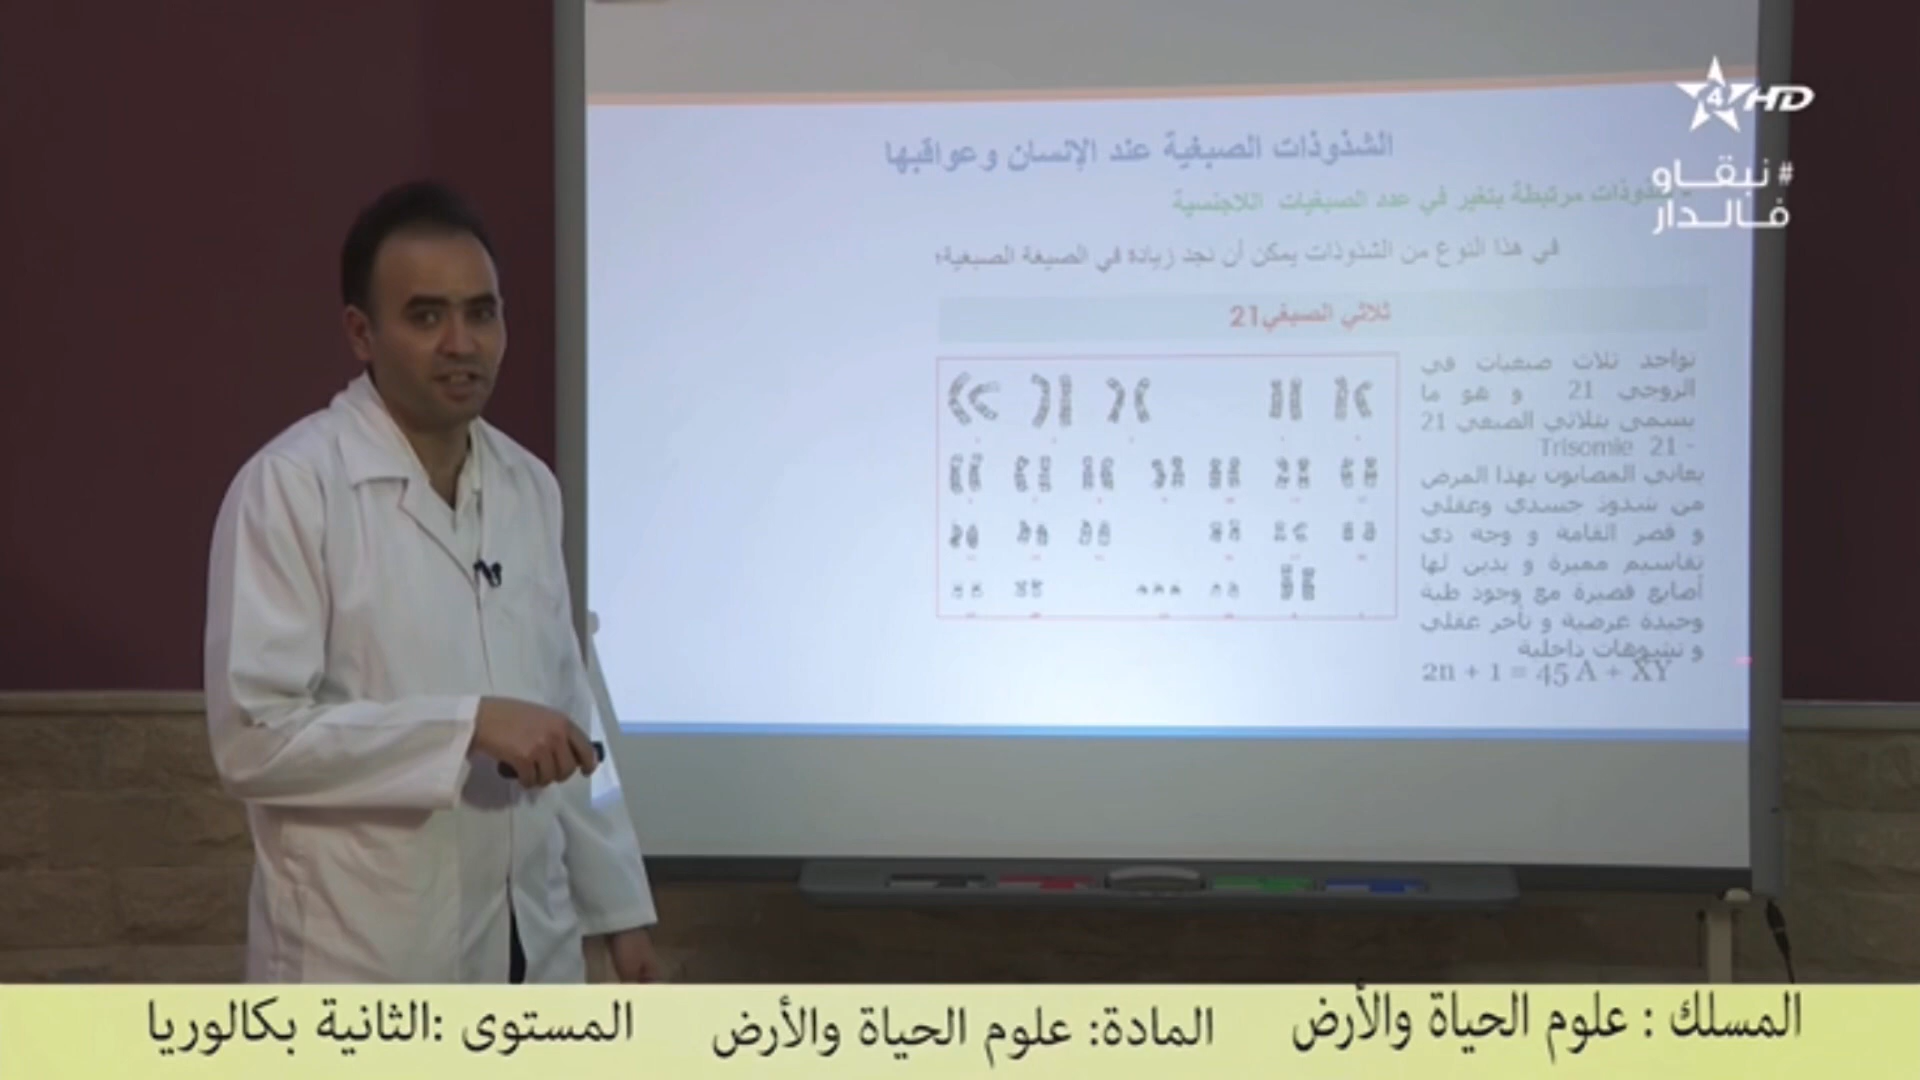 الشذوذات الصبغية عند الإنسان وعواقبها
شذوذات مرتبطة بتغير في عدد الصبغيات اللاجنسية
في هذا النوع من الشذوذات يمكن أن نجد زيادة في الصيغة الصبغية؛
ثلاثي الصبغي21
تواجد ثلاث صبغيات في
الزوجي 21 و هو ما
يسمى بثلاثي الصبغي 21
- Trisomie 21
يعاني المصابون بهذا المرض
من شذوذ جسدي وعقلي
و قصر القامة و وجه ذي
تقاسيم مميزة و يدين لها
أصابع قصيرة مع وجود طية
وحيدة عرضية و تأخر عقلي
و تشوهات داخلية
2n + 1 = 45 A + XY
4 HD
#نبقاو
فالدار
المسلك : علوم الحياة والأرض
المادة: علوم الحياة والأرض
المستوى :الثانية بكالوريا